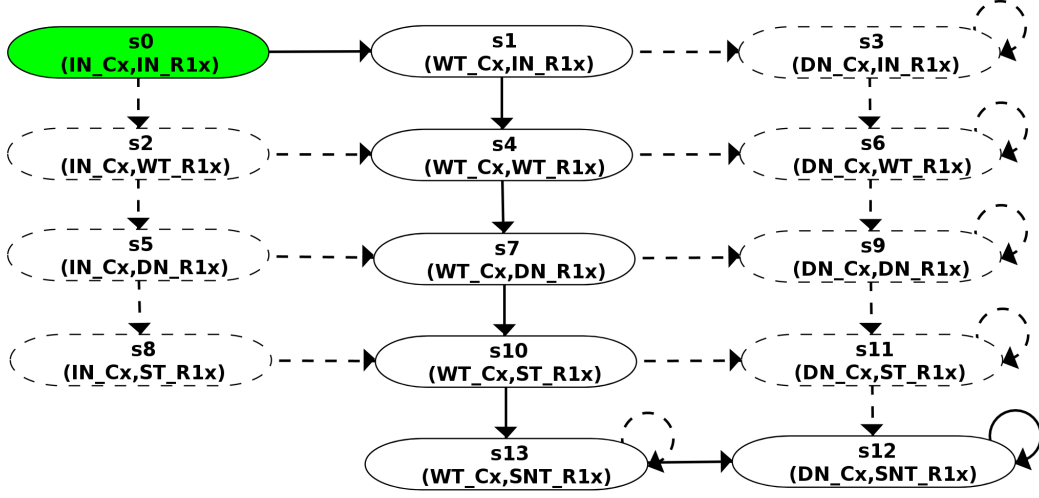 s0
(IN_Cx,IN_R1x)
s1
(WT_Cx,IN_R1x)
s3
(DN_Cx,IN_R1x)
s2
(IN_Cx,WT_R1x)
s4
(WT_Cx,WT_R1x)
s6
(DN_Cx,WT_R1x)
s5
(IN_Cx,DN_R1x)
s7
(WT_Cx,DN_R1x)
s9
(DN_Cx,DN_R1x)
s8
(IN_Cx,ST_R1x)
s10
(WT_Cx,ST_R1x)
s11
(DN_Cx,ST_R1x)
s13
(WT_Cx,SNT_R1x)
s12
(DN_Cx,SNT_R1x)